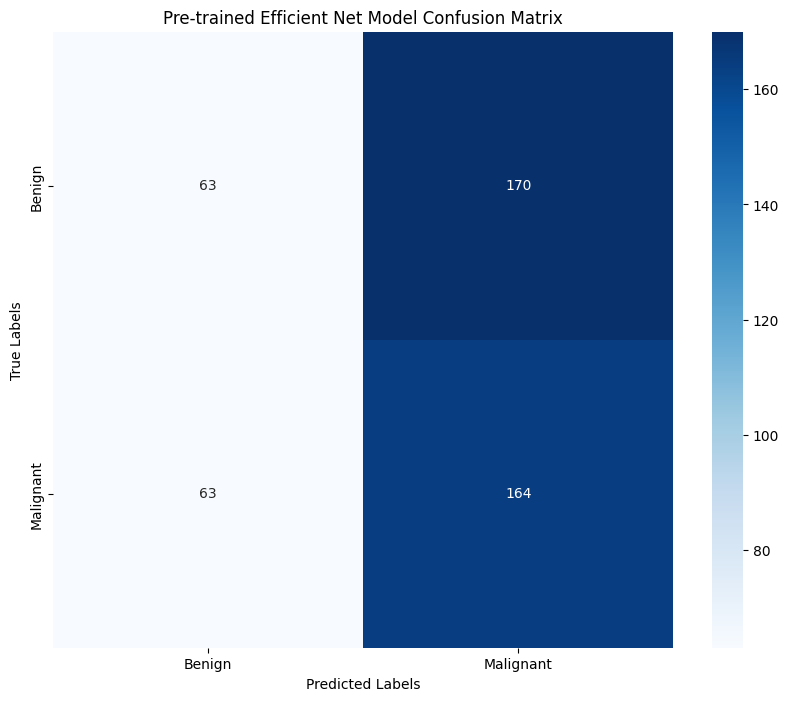 Pre-trained Efficient Net Model Confusion Matrix
True Labels
Benign
63
170
Malignant
63
164
Benign
Malignant
Predicted Labels
160
140
120
100
80